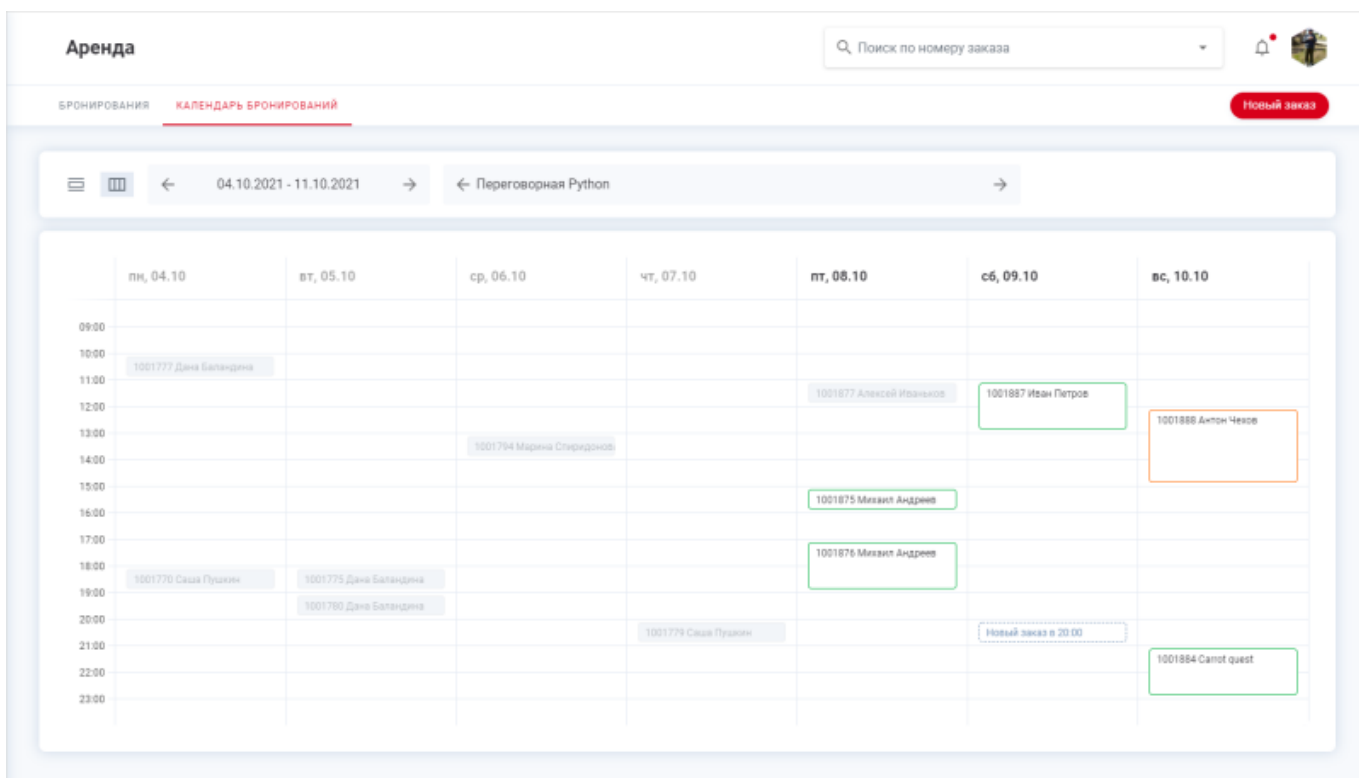 Аренда
Поиск по номеру заказа
БРОНИРОВАНИЯ КАЛЕНДАРЬ БРОНИРОВАНИЙ Новый заказ
04.10.2021 - 11.10.2021 Переговорная Python
пн, 04.10 вт, 05.10 ср, 06.10 чт, 07.10 пт, 08.10 сб, 09.10 вс, 10.10
09:00
10:00
1001777 Дана Баландина
11:00
1001877 Алексей Иваньков 1001887 Иван Петров
12:00
1001888 Антон Чехов
13:00
1001794 Марина Спиридонов
14:00
15:00
1001875 Михаил Андреев
16:00
17:00
1001876 Михаил Андреев
18:00
1001770 Саша Пушкин 1001775 Дана Баландина
19:00
1001780 Дана Баландина
20:00
1001779 Саша Пушкин Новый заказ в 20:00
21:00
1001884 Carrot quest
22:00
23:00